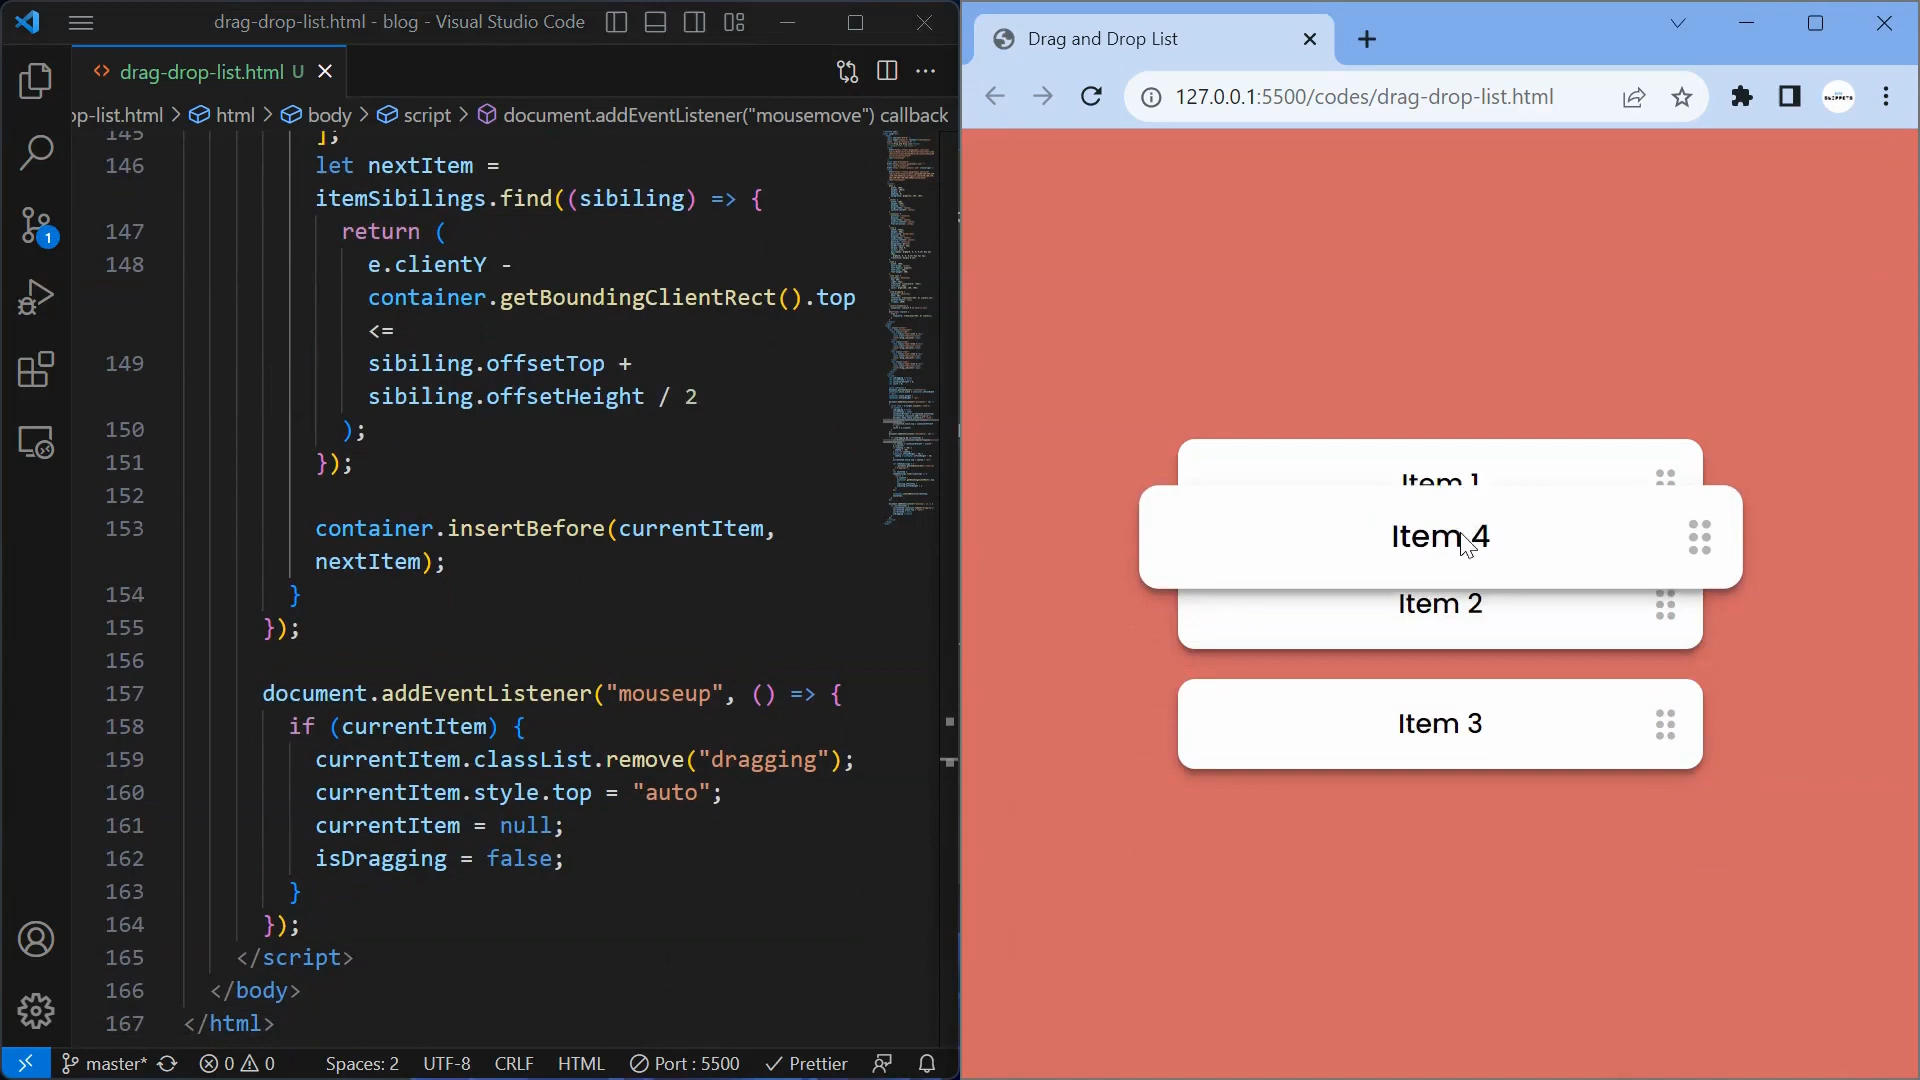 drag-drop-list.html - blog - Visual Studio Code
drag-drop-list.html U
op-list.html > html > body > script > document.addEventListener("mousemove") callback
145 ];
146 let nextItem =
itemSibilings.find((sibiling) => {
147 return (
148 e.clientY -
container.getBoundingClientRect().top
<=
149 sibiling.offsetTop +
sibiling.offsetHeight / 2
150 );
151 });
152
153 container.insertBefore(currentItem,
nextItem);
154 }
155 });
156
157 document.addEventListener("mouseup", () => {
158 if (currentItem) {
159 currentItem.classList.remove("dragging");
160 currentItem.style.top = "auto";
161 currentItem = null;
162 isDragging = false;
163 }
164 });
165 </script>
166 </body>
167 </html>
1
master* 0 0 Spaces: 2 UTF-8 CRLF HTML Port : 5500 Prettier
Drag and Drop List
127.0.0.1:5500/codes/drag-drop-list.html
Item 1
Item 4
Item 2
Item 3